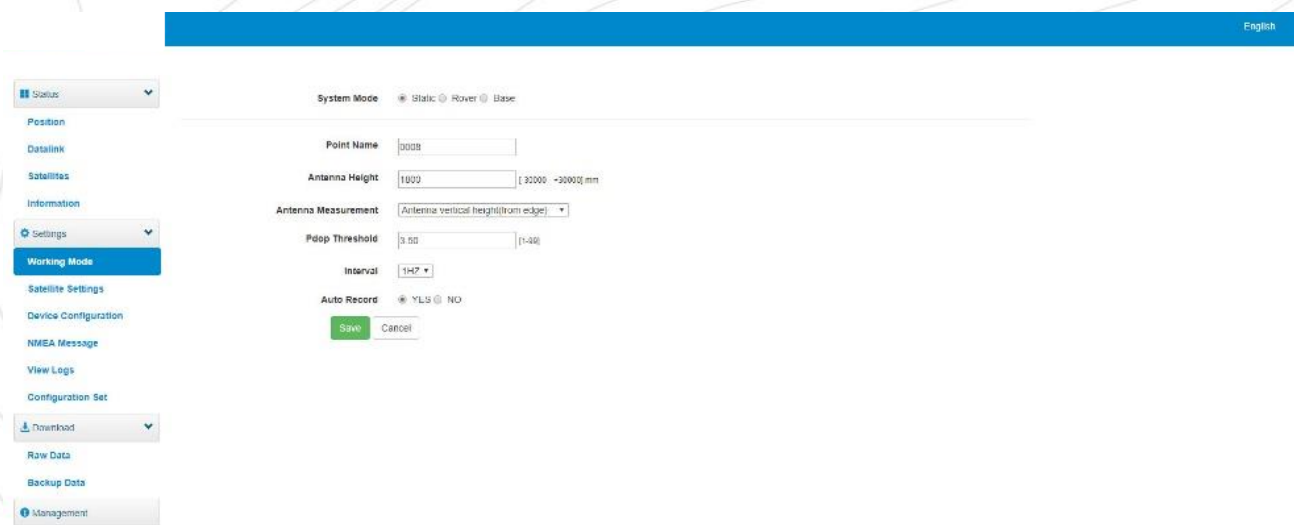 English
Status
Position
Datalink
Satellites
Information
Settings
Working Mode
Satellite Settings
Device Configuration
NMEA Message
View Logs
Configuration Set
Download
Raw Data
Backup Data
Management
System Mode Static Rover Base
Point Name 0008
Antenna Height 1800 [-30000 +30000] mm
Antenna Measurement Antenna vertical height(from edge)
Pdop Threshold 3.50 [1-99]
Interval 1HZ
Auto Record YES NO
Save Cancel